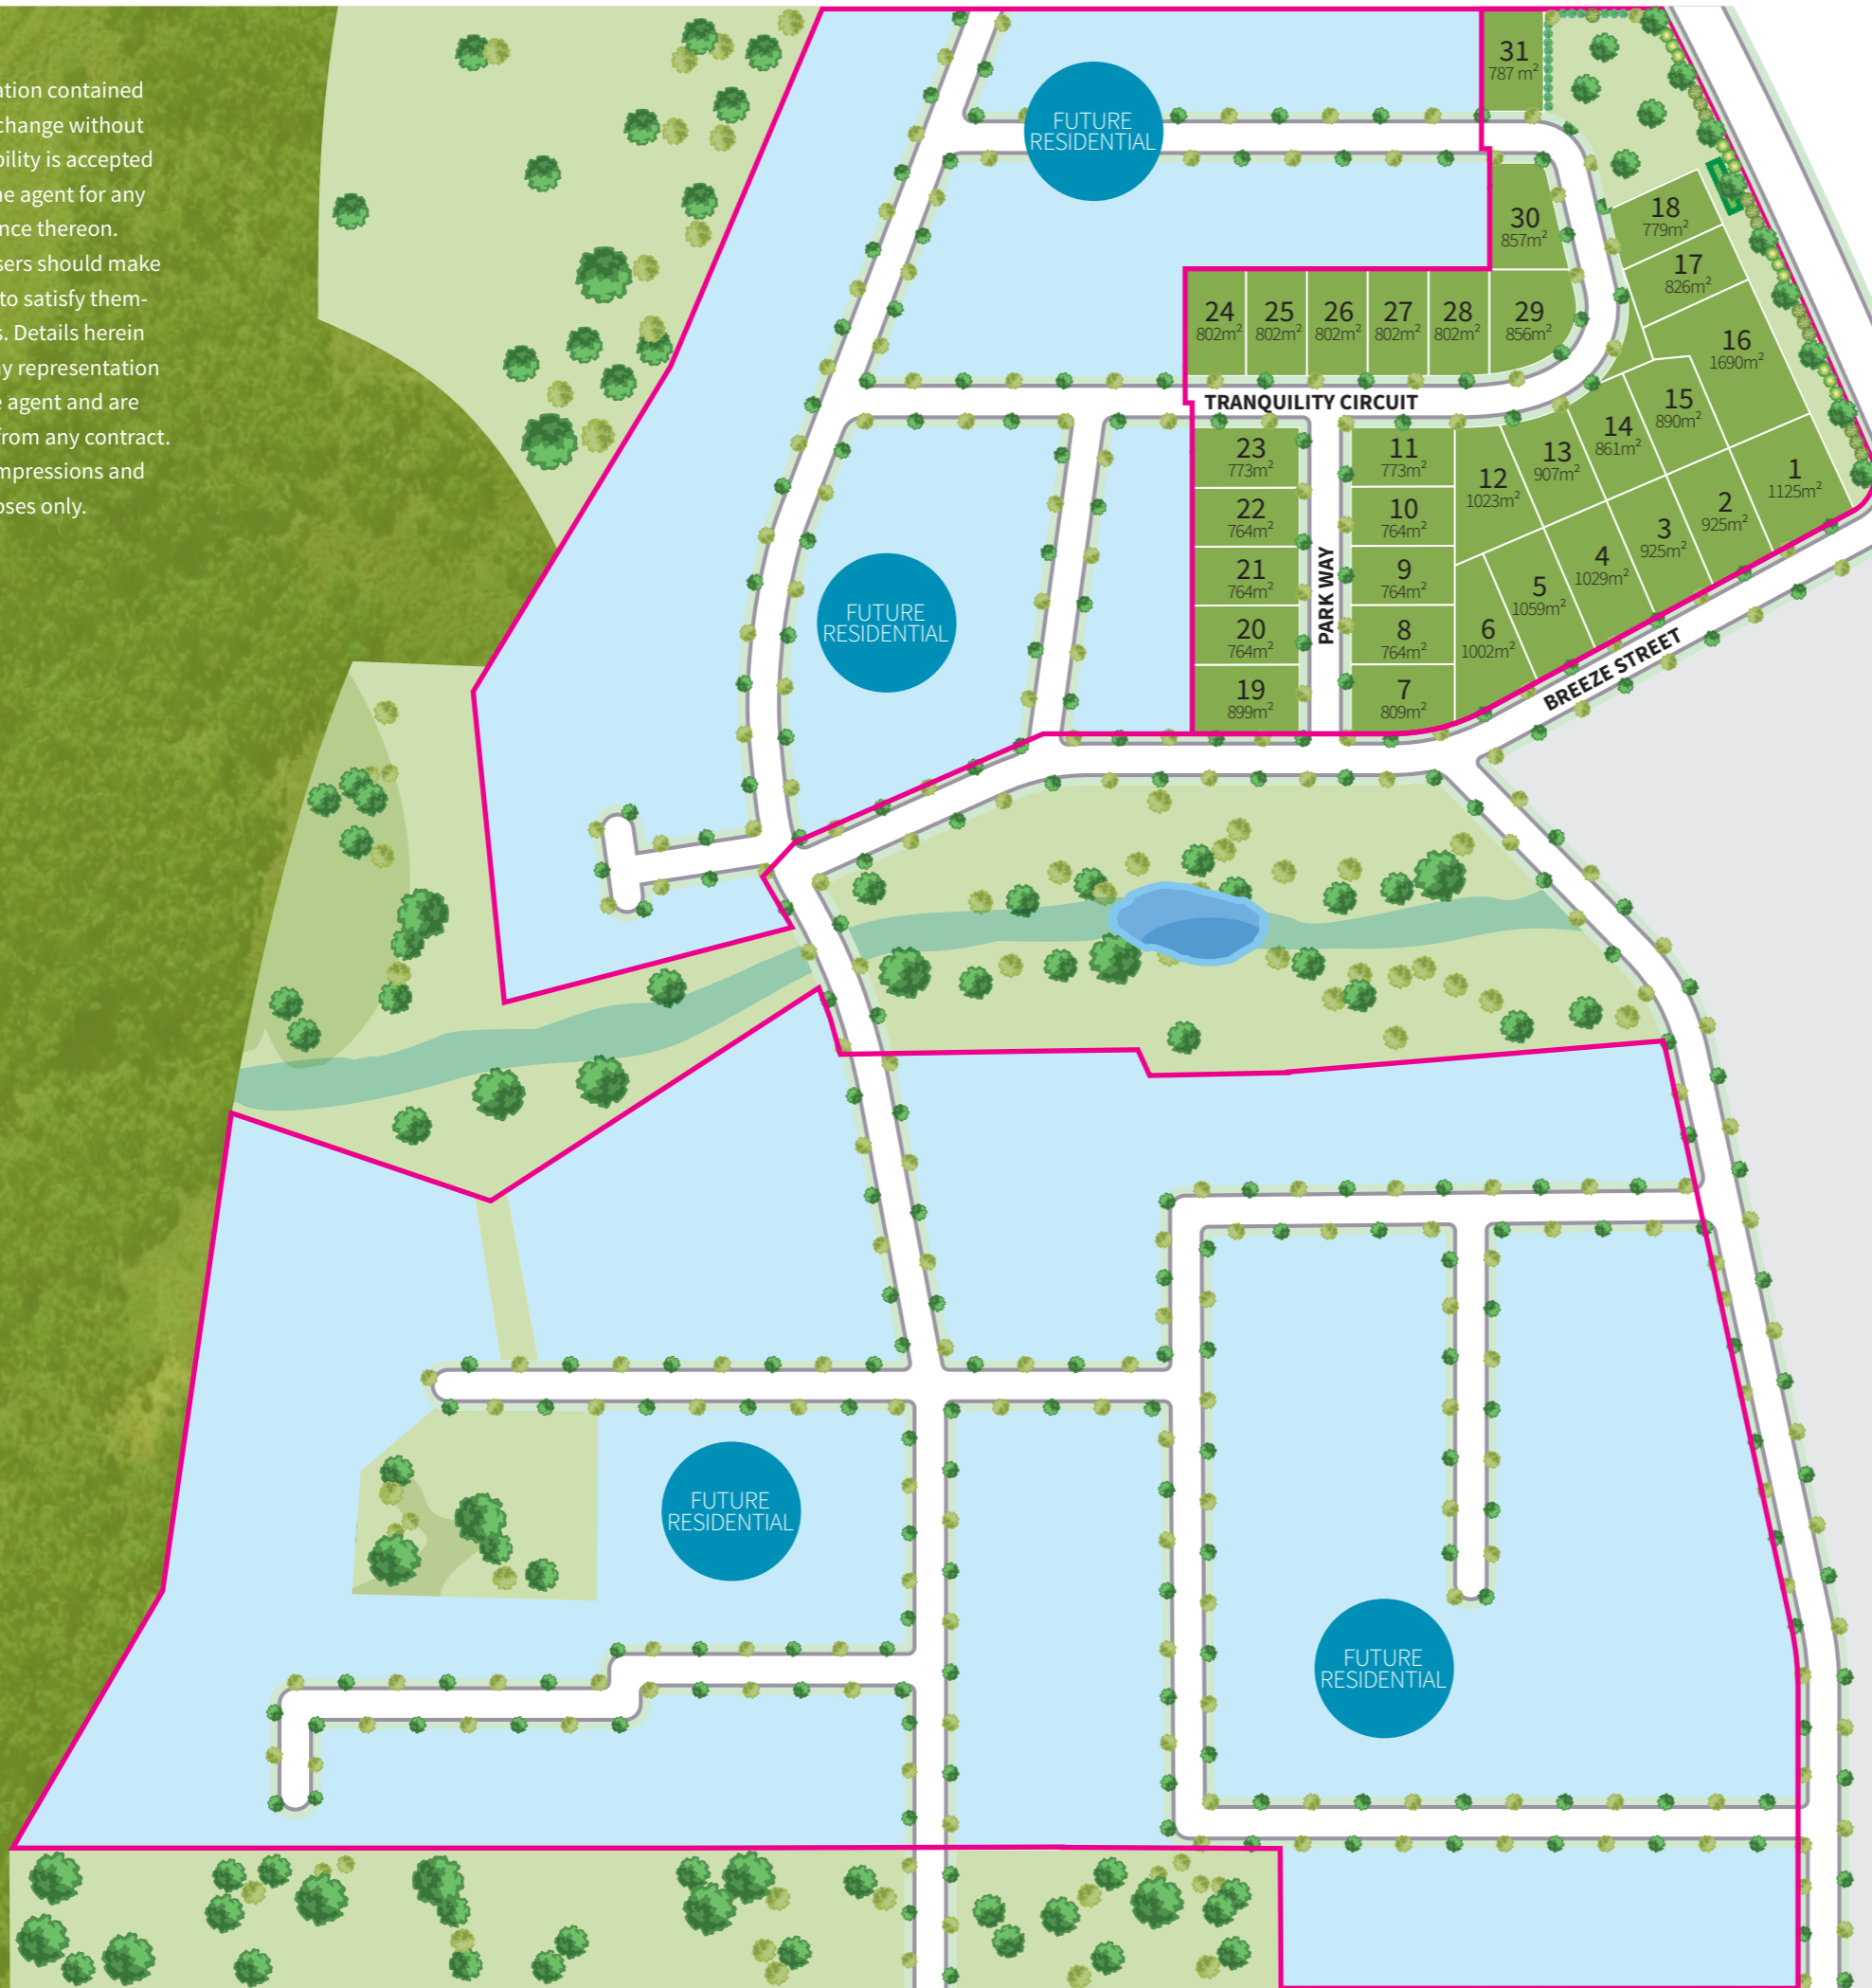 ation contained
change without
bility is accepted
ne agent for any
nce thereon.
sers should make
to satisfy them-
s. Details herein
ny representation
e agent and are
from any contract.
mpressions and
oses only.
FUTURE
RESIDENTIAL
31
787 m²
30
857m²
18
779m²
17
826m²
16
1690m²
24
802m²
25
802m²
26
802m²
27
802m²
28
802m²
29
856m²
TRANQUILITY CIRCUIT
15
890m²
14
861m²
13
907m²
12
1023m²
11
773m²
23
773m²
1
1125m²
2
925m²
3
925m²
4
1029m²
5
1059m²
6
1002m²
10
764m²
22
764m²
9
764m²
21
764m²
8
764m²
20
764m²
7
809m²
19
899m²
PARK WAY
BREEZE STREET
FUTURE
RESIDENTIAL
FUTURE
RESIDENTIAL
FUTURE
RESIDENTIAL